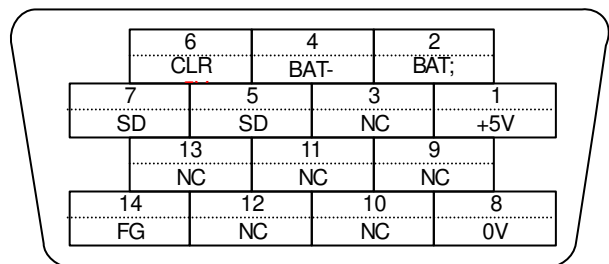 6 4 2
CLR BAT- BAT;
7 5 3 1
SD SD NC +5V
13 11 9
NC NC NC
14 12 10 8
FG NC NC 0V